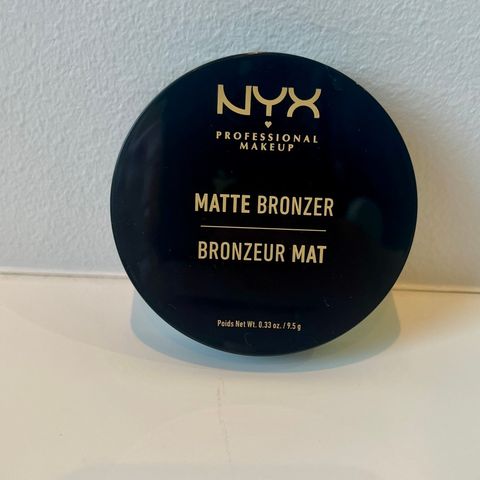 NYX
PROFESSIONAL
MAKEUP
MATTE BRONZER
BRONZEUR MAT
Poids Net Wt. 0.33 oz. / 9.5 g